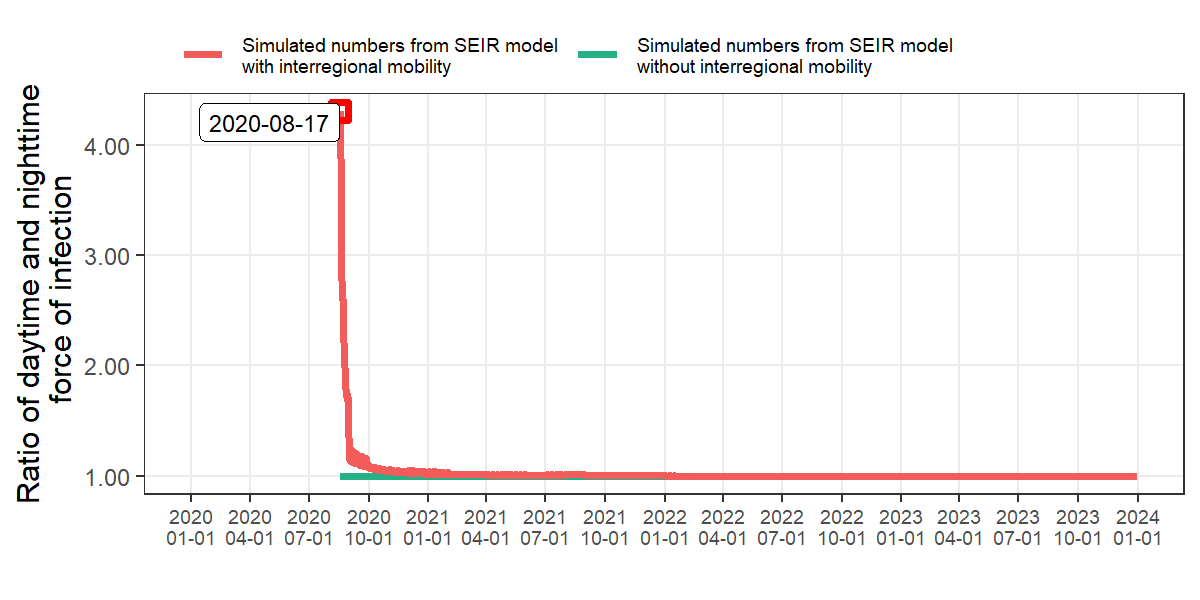 Simulated numbers from SEIR model
with interregional mobility
Simulated numbers from SEIR model
without interregional mobility
Ratio of daytime and nighttime
force of infection
2020-08-17
4.00
3.00
2.00
1.00
2020 2020 2020 2020 2021 2021 2021 2021 2022 2022 2022 2022 2023 2023 2023 2023 2024
01-01 04-01 07-01 10-01 01-01 04-01 07-01 10-01 01-01 04-01 07-01 10-01 01-01 04-01 07-01 10-01 01-01